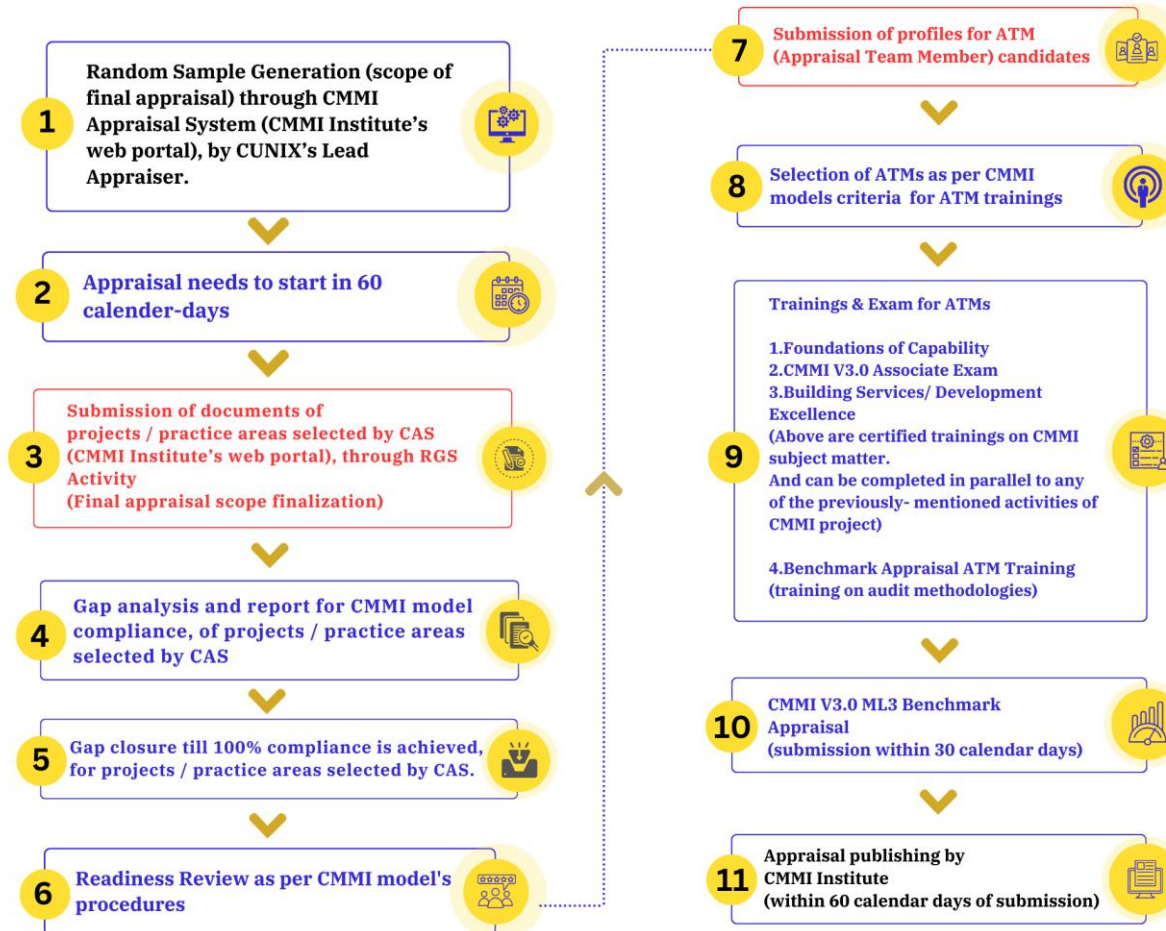 1
Random Sample Generation (scope of
final appraisal) through CMMI
Appraisal System (CMMI Institute’s
web portal), by CUNIX’s Lead
Appraiser.
2
Appraisal needs to start in 60
calender-days
3
Submission of documents of
projects / practice areas selected by CAS
(CMMI Institute’s web portal), through RGS
Activity
(Final appraisal scope finalization)
4
Gap analysis and report for CMMI model
compliance, of projects / practice areas
selected by CAS
5
Gap closure till 100% compliance is achieved,
for projects / practice areas selected by CAS.
6
Readiness Review as per CMMI model's
procedures
7
Submission of profiles for ATM
(Appraisal Team Member) candidates
8
Selection of ATMs as per CMMI
models criteria for ATM trainings
9
Trainings & Exam for ATMs
1.Foundations of Capability
2.CMMI V3.0 Associate Exam
3.Building Services/ Development
Excellence
(Above are certified trainings on CMMI
subject matter.
And can be completed in parallel to any
of the previously- mentioned activities of
CMMI project)
4.Benchmark Appraisal ATM Training
(training on audit methodologies)
10
CMMI V3.0 ML3 Benchmark
Appraisal
(submission within 30 calendar days)
11
Appraisal publishing by
CMMI Institute
(within 60 calendar days of submission)